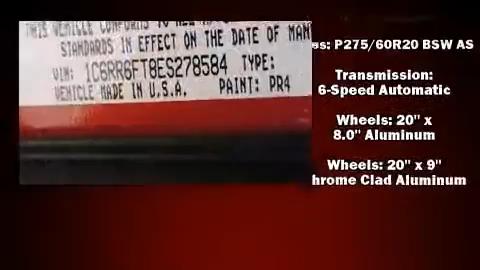 THIS VEHICLE CONFORMS TO
STANDARDS IN EFFECT ON THE DATE OF MAN
VIN: 1C6RR6FT8ES278584 TYPE:
VEHICLE MADE IN U.S.A. PAINT: PR4
es: P275/60R20 BSW AS
Transmission:
6-Speed Automatic
Wheels: 20" x
8.0" Aluminum
Wheels: 20" x 9"
hrome Clad Aluminum